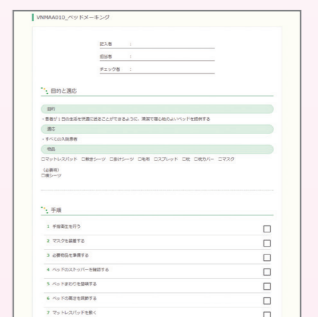 VRMAA010_ベッドメーキング
記入者 :
担当者 :
チェック者 :
目的と適応
目的
・患者が1日の生活を快適に送ることができるように、清潔で寝心地のよいベッドを提供する
適応
・すべての入院患者
物品
□マットレスパッド □敷きシーツ □掛けシーツ □毛布 □スプレッド □枕 □枕カバー □マスク
(必要時)
□横シーツ
手順
1 手指衛生を行う
2 マスクを装着する
3 必要物品を準備する
4 ベッドのストッパーを確認する
5 ベッドまわりを整頓する
6 ベッドの高さを調節する
7 マットレスパッドを敷く